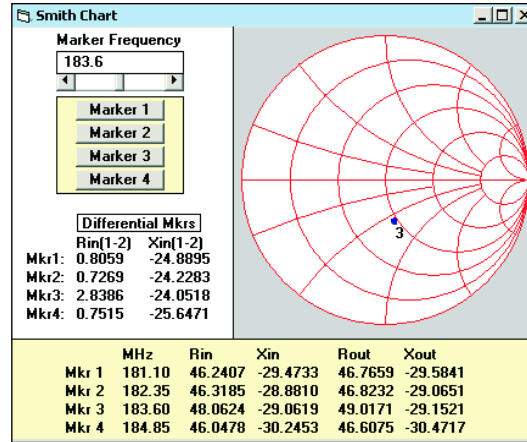 Smith Chart
Marker Frequency
183.6
Marker 1
Marker 2
Marker 3
Marker 4
Differential Mkrs
Rin(1-2) Xin(1-2)
Mkr1: 0.8059 -24.8895
Mkr2: 0.7269 -24.2283
Mkr3: 2.8386 -24.0518
Mkr4: 0.7515 -25.6471
3
MHz Rin Xin Rout Xout
Mkr 1 181.10 46.2407 -29.4733 46.7659 -29.5841
Mkr 2 182.35 46.3185 -28.8810 46.8232 -29.0651
Mkr 3 183.60 48.0624 -29.0619 49.0171 -29.1521
Mkr 4 184.85 46.0478 -30.2453 46.6075 -30.4717